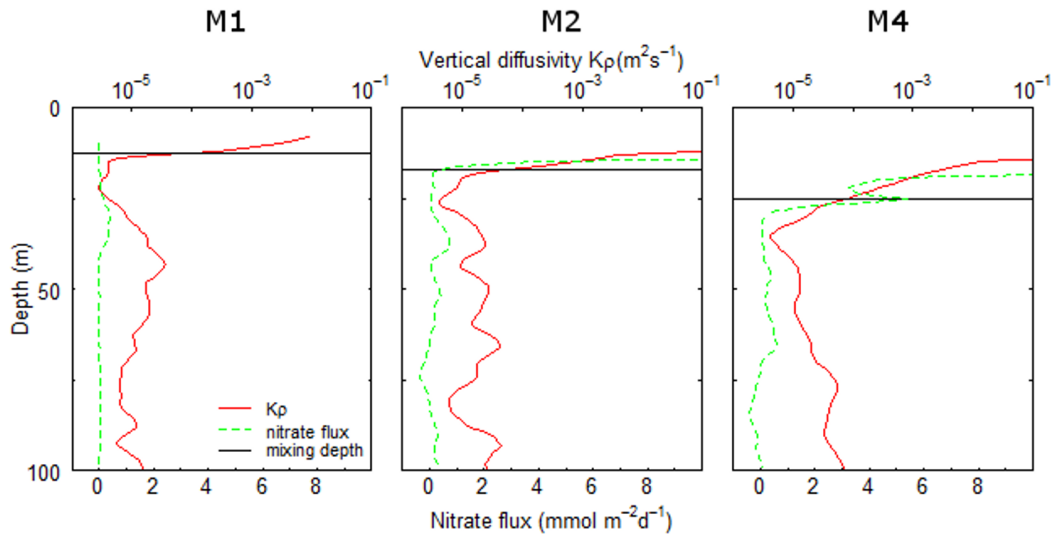 M1 M2 M4
Vertical diffusivity Kρ(m²s⁻¹)
10⁻⁵ 10⁻³ 10⁻¹ 10⁻⁵ 10⁻³ 10⁻¹ 10⁻⁵ 10⁻³ 10⁻¹
0
50
100
Depth (m)
Kρ
nitrate flux
mixing depth
0 2 4 6 8 0 2 4 6 8 0 2 4 6 8
Nitrate flux (mmol m⁻²d⁻¹)